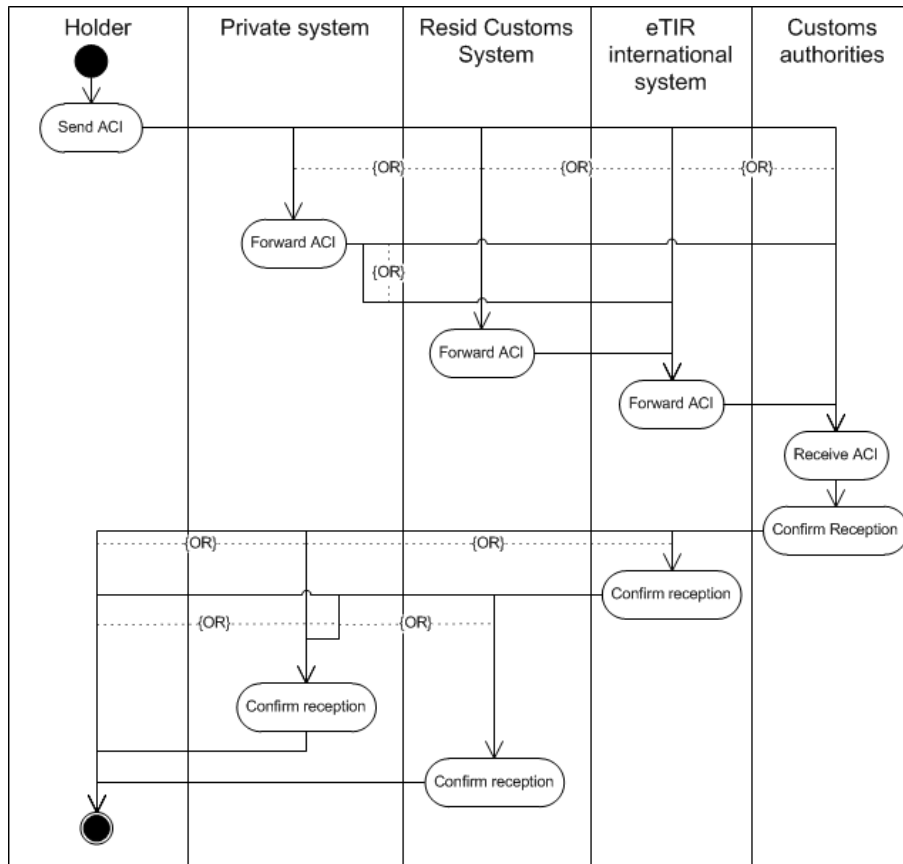 Holder
Private system
Resid Customs
System
eTIR
international
system
Customs
authorities
Send ACI
{OR}
{OR}
{OR}
Forward ACI
{OR}
Forward ACI
Forward ACI
Receive ACI
Confirm Reception
{OR}
{OR}
Confirm reception
{OR}
{OR}
Confirm reception
Confirm reception